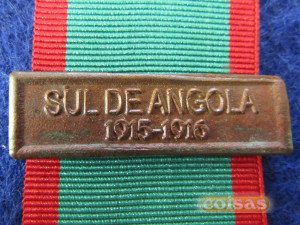 SUL DE ANGOLA
1915-1916
coisas